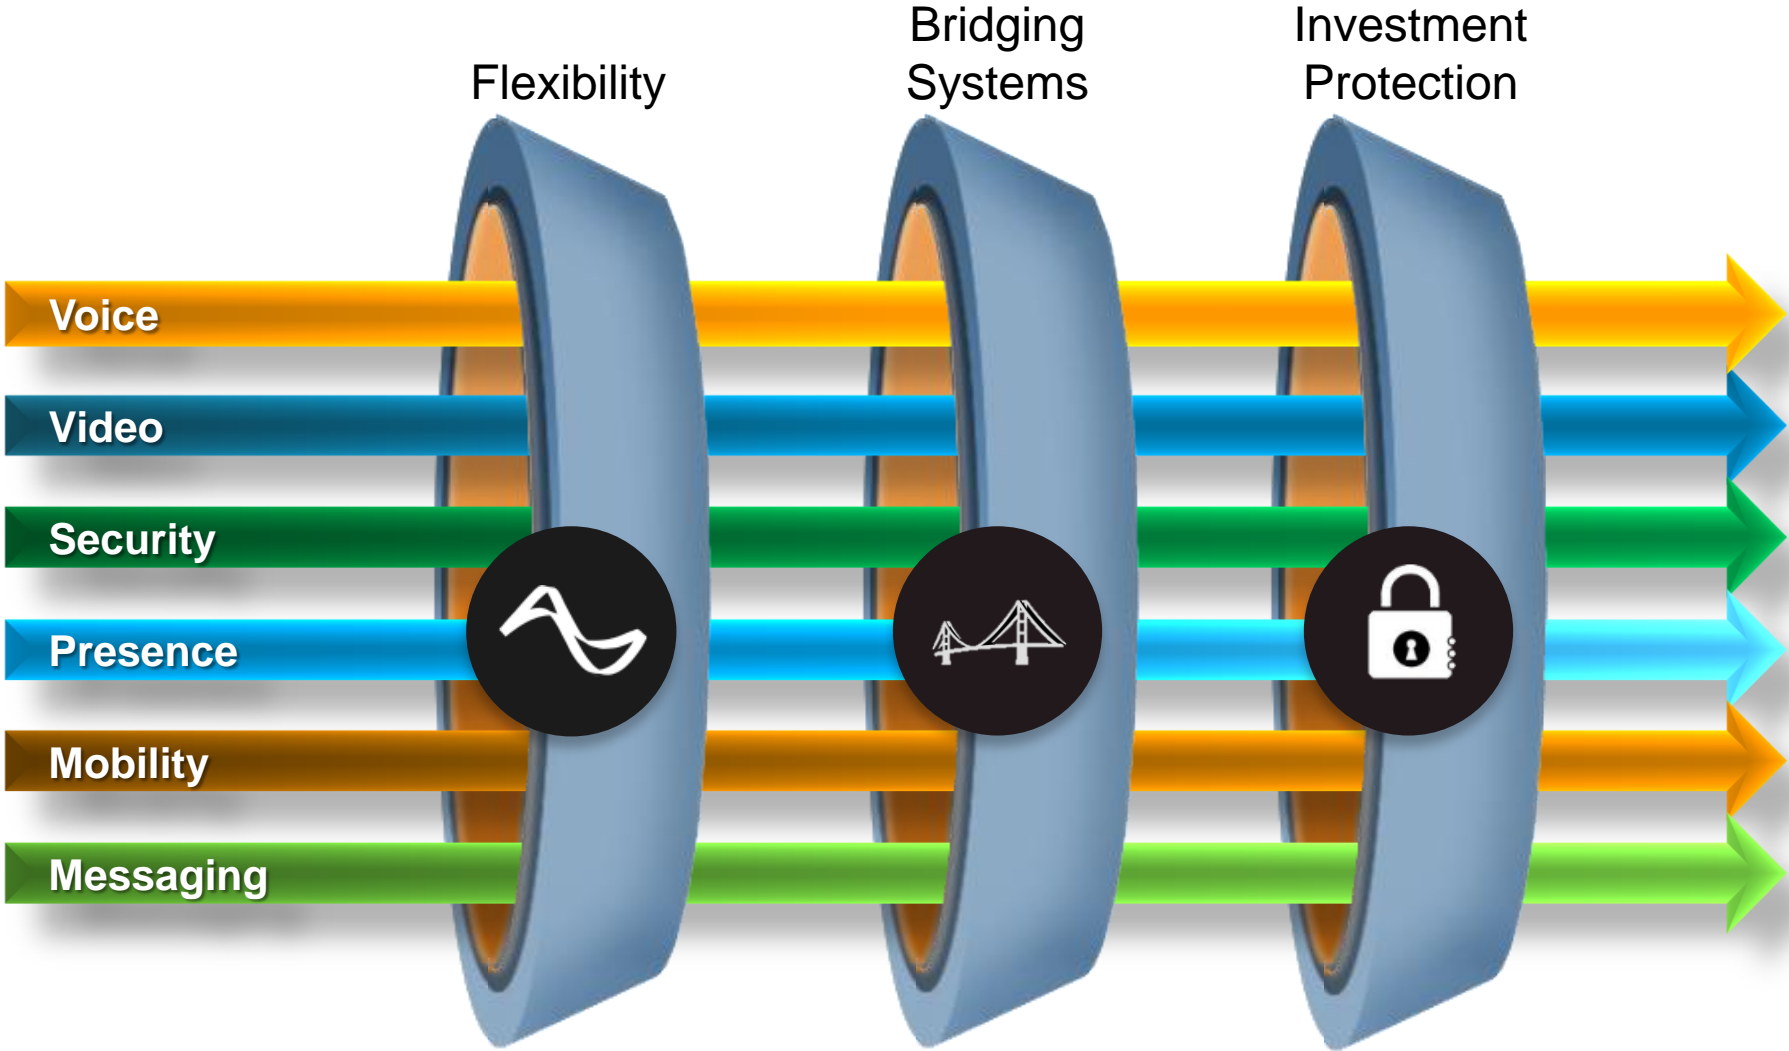 Flexibility
Bridging
Systems
Investment
Protection
Voice
Video
Security
Presence
Mobility
Messaging